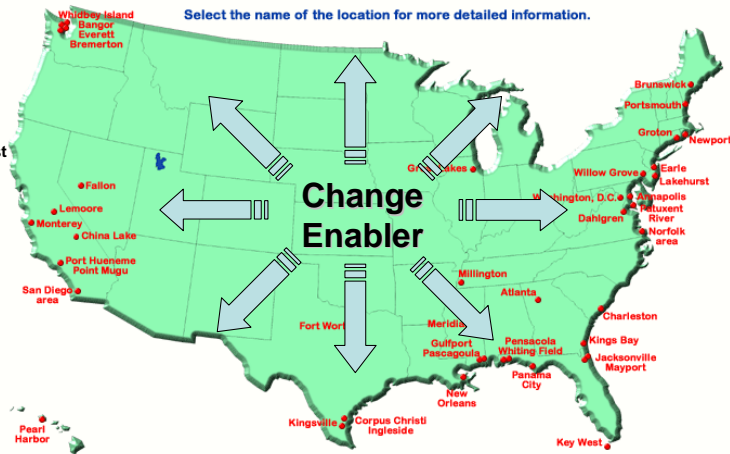 Select the name of the location for more detailed information.
Whidbey Island
Bangor
Everett
Bremerton
Brunswick
Portsmouth
Groton
Newport
Willow Grove
Earle
Lakehurst
Annapolis
Patuxent
River
Dahlgren
Norfolk
area
Fallon
Lemoore
Monterey
China Lake
Port Hueneme
Point Mugu
San Diego
area
Change
Enabler
Millington
Atlanta
Charleston
Kings Bay
Jacksonville
Mayport
Fort
Gulfport
Pascagoula
Pensacola
Whiting Field
Panama
City
New
Orleans
Kingsville
Corpus Christi
Ingleside
Key West
Pearl
Harbor